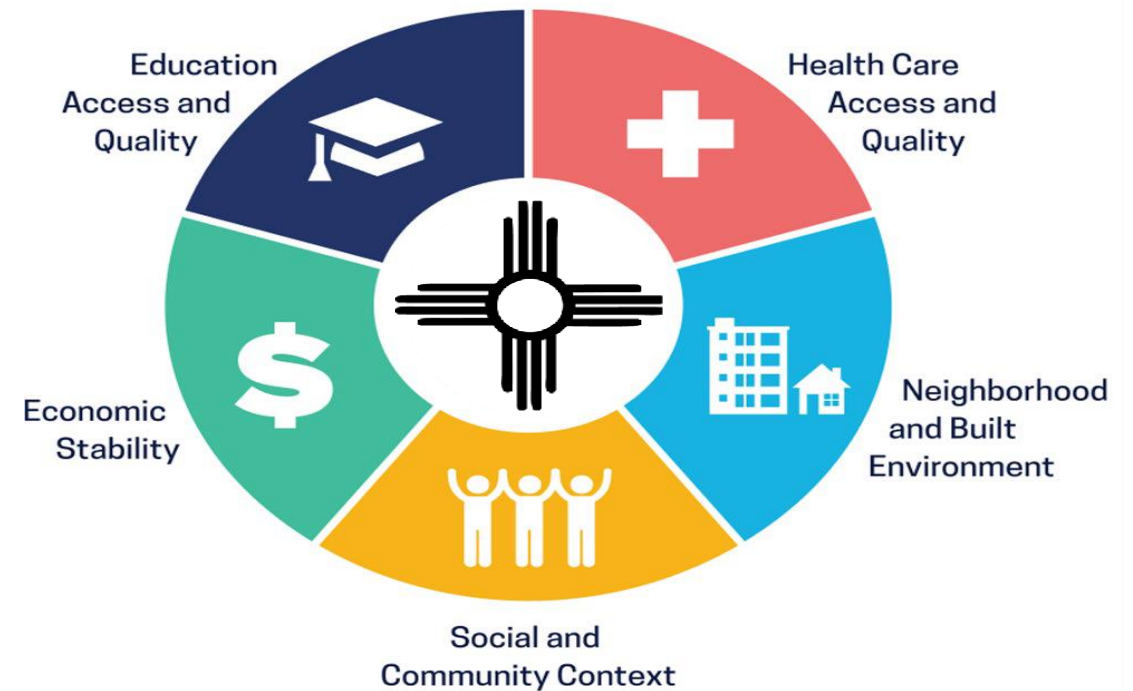 Education
Access and
Quality
Health Care
Access and
Quality
Economic
Stability
Neighborhood
and Built
Environment
Social and
Community Context